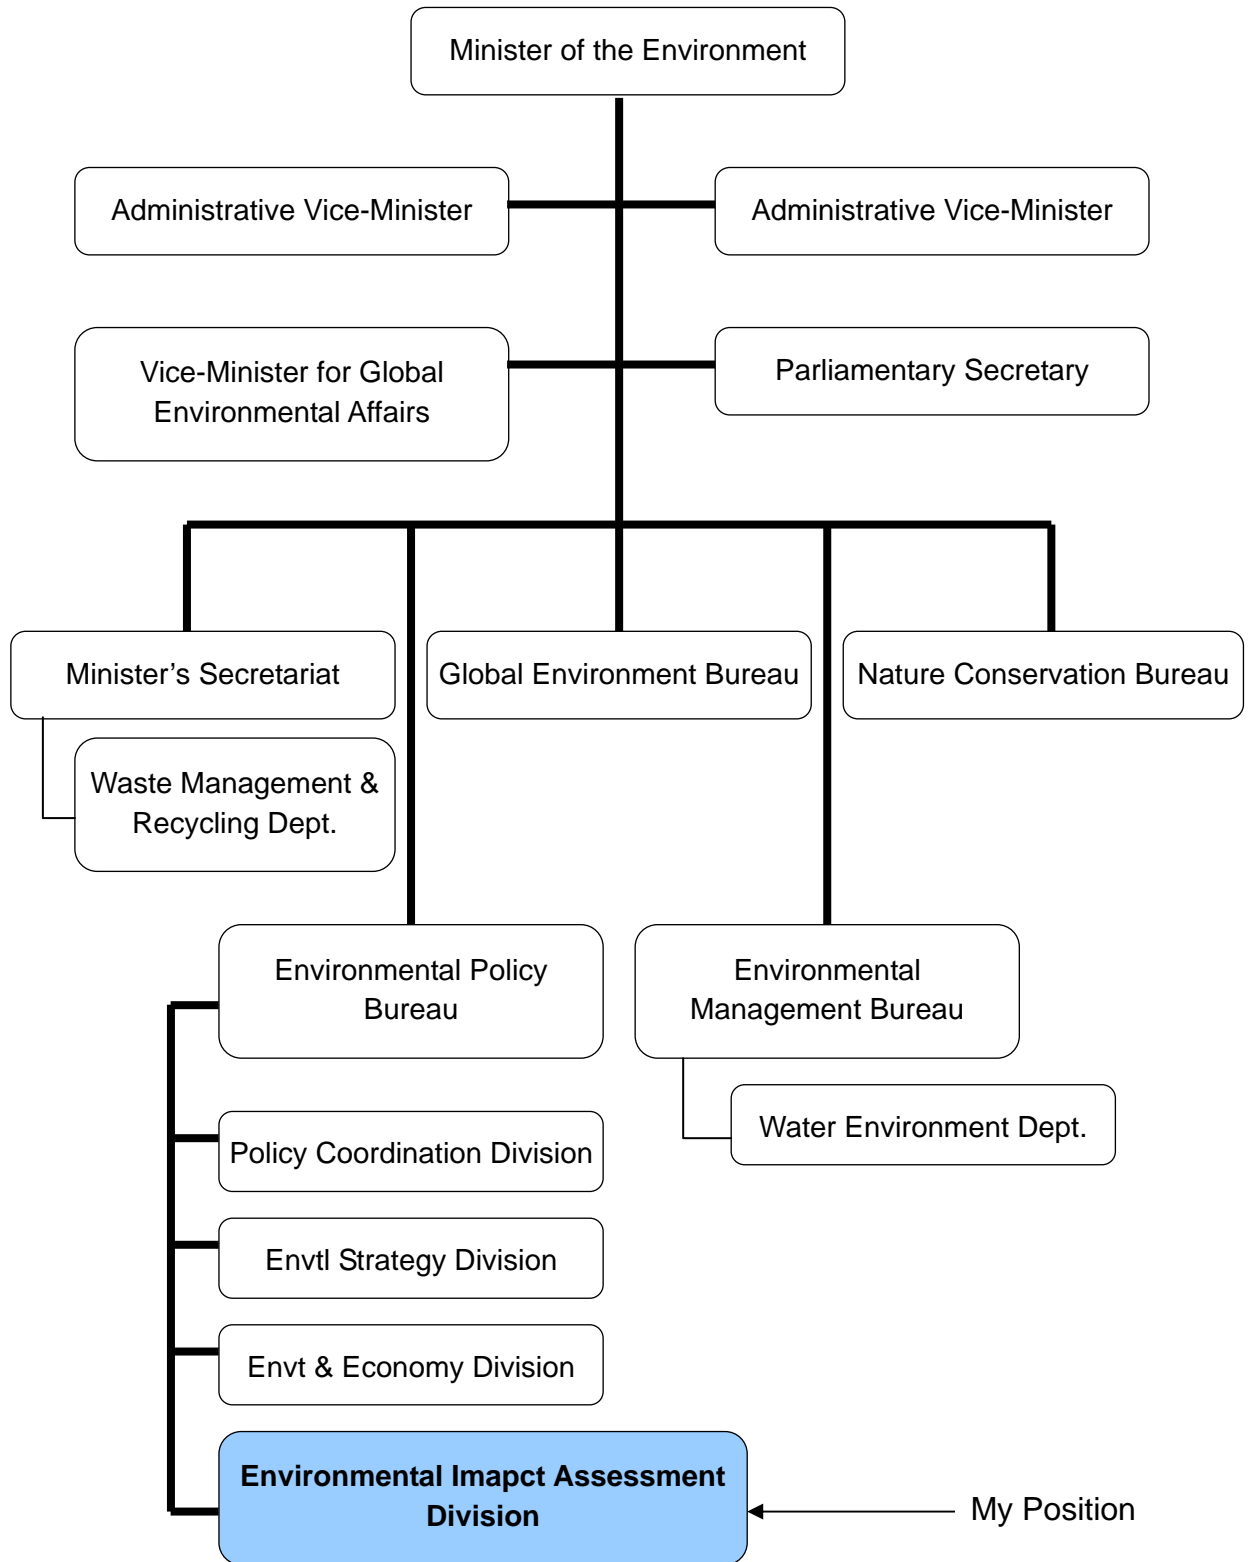 Minister of the Environment
Administrative Vice-Minister
Administrative Vice-Minister
Vice-Minister for Global
Environmental Affairs
Parliamentary Secretary
Minister’s Secretariat
Global Environment Bureau
Nature Conservation Bureau
Waste Management &
Recycling Dept.
Environmental Policy
Bureau
Environmental
Management Bureau
Water Environment Dept.
Policy Coordination Division
Envtl Strategy Division
Envt & Economy Division
Environmental Imapct Assessment
Division
My Position